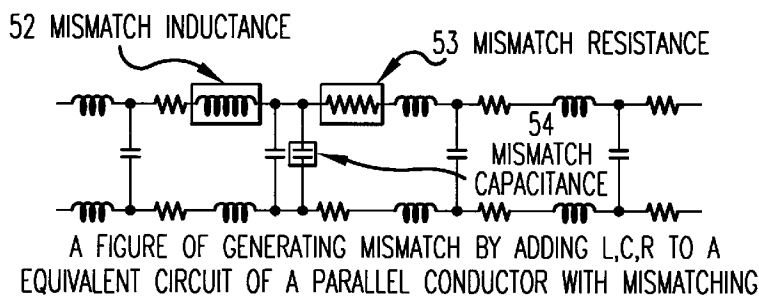 52 MISMATCH INDUCTANCE
53 MISMATCH RESISTANCE
54
MISMATCH
CAPACITANCE
A FIGURE OF GENERATING MISMATCH BY ADDING L,C,R TO A
EQUIVALENT CIRCUIT OF A PARALLEL CONDUCTOR WITH MISMATCHING